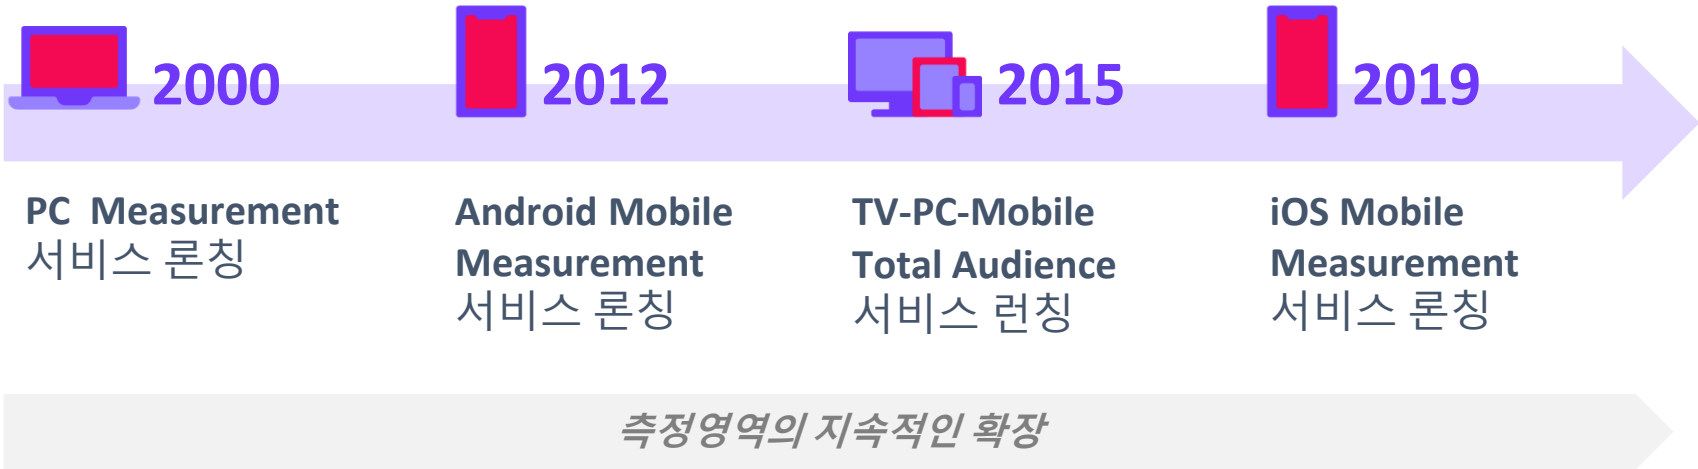 2000
PC Measurement
서비스 론칭
2012
Android Mobile
Measurement
서비스 론칭
2015
TV-PC-Mobile
Total Audience
서비스 런칭
2019
iOS Mobile
Measurement
서비스 론칭
측정영역의 지속적인 확장